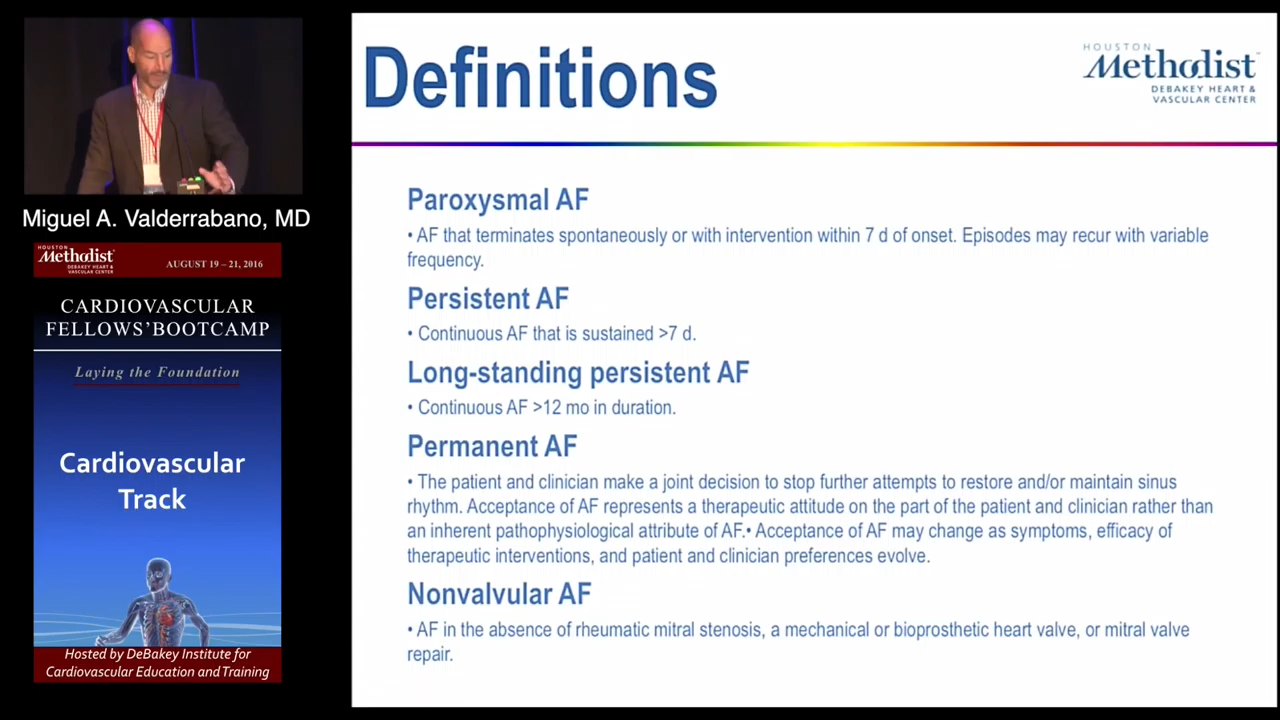 Definitions
HOUSTON
Methodist
DEBAKEY HEART &
VASCULAR CENTER
Miguel A. Valderrabano, MD
HOUSTON
Methodist
DEBAKEY HEART &
VASCULAR CENTER
AUGUST 19 – 21, 2016
CARDIOVASCULAR
FELLOWS' BOOTCAMP
Laying the Foundation
Cardiovascular
Track
Hosted by DeBakey Institute for
Cardiovascular Education and Training
Paroxysmal AF
• AF that terminates spontaneously or with intervention within 7 d of onset. Episodes may recur with variable
frequency.
Persistent AF
• Continuous AF that is sustained >7 d.
Long-standing persistent AF
• Continuous AF >12 mo in duration.
Permanent AF
• The patient and clinician make a joint decision to stop further attempts to restore and/or maintain sinus
rhythm. Acceptance of AF represents a therapeutic attitude on the part of the patient and clinician rather than
an inherent pathophysiological attribute of AF.• Acceptance of AF may change as symptoms, efficacy of
therapeutic interventions, and patient and clinician preferences evolve.
Nonvalvular AF
• AF in the absence of rheumatic mitral stenosis, a mechanical or bioprosthetic heart valve, or mitral valve
repair.